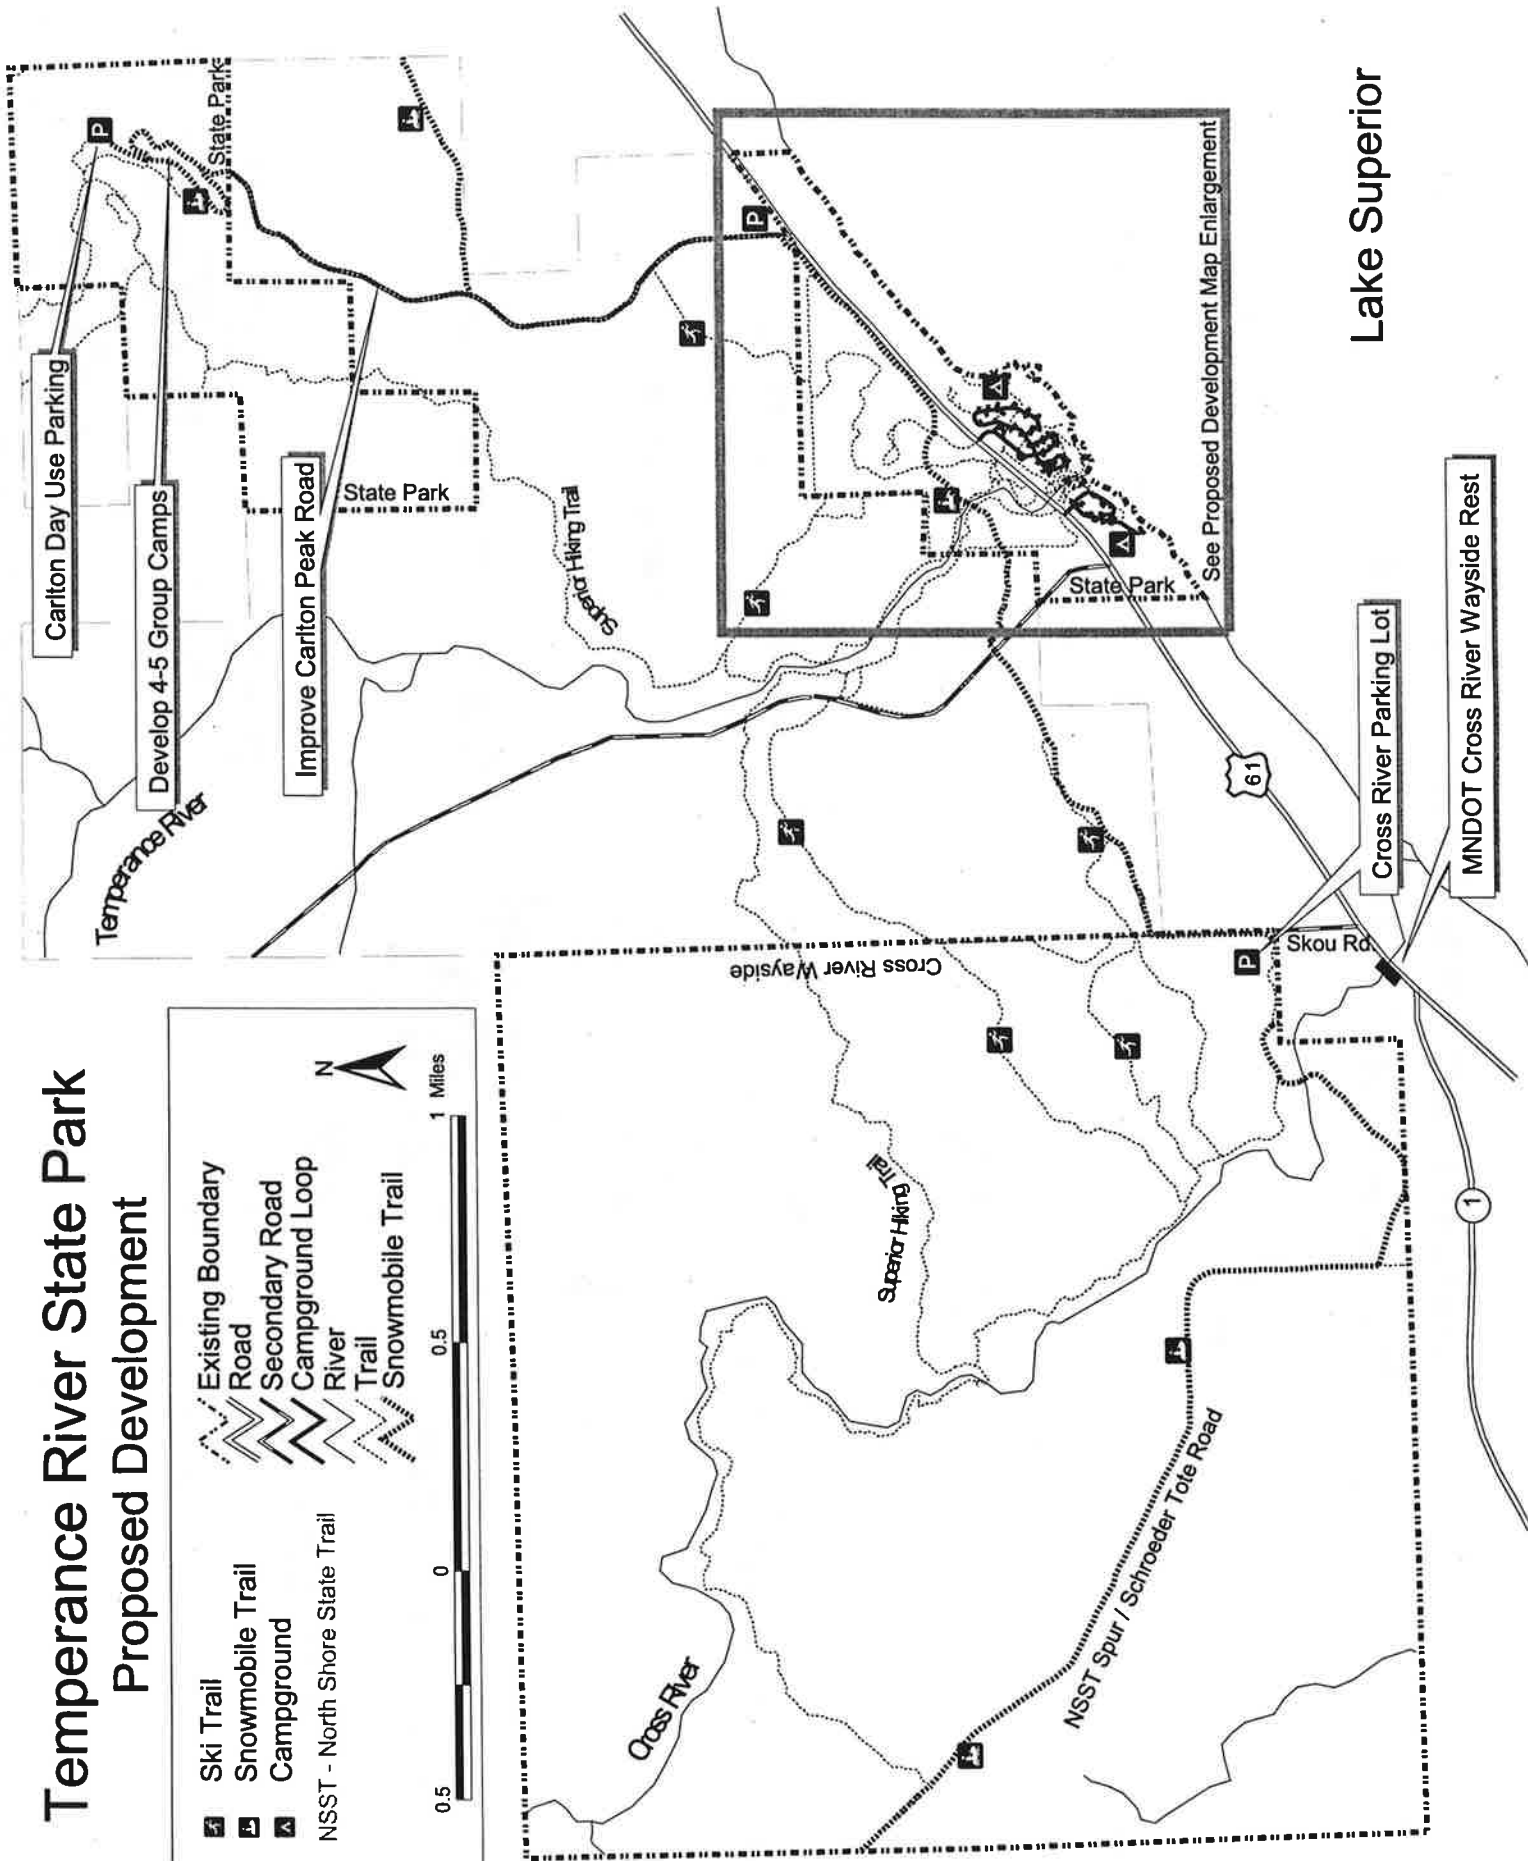 Temperance River State Park
Proposed Development
Ski Trail
Snowmobile Trail
Campground
NSST - North Shore State Trail
Existing Boundary
Road
Secondary Road
Campground Loop
River
Trail
Snowmobile Trail
N
0.5
0
0.5
1 Miles
Carlton Day Use Parking
Develop 4-5 Group Camps
Improve Carlton Peak Road
State Park
State Park
State Park
P
P
P
Temperance River
Superior Hiking Trail
Superior Hiking Trail
Cross River Wayside
Cross River
NSST Spur / Schroeder Tote Road
See Proposed Development Map Enlargement
Lake Superior
61
1
Skou Rd.
Cross River Parking Lot
MNDOT Cross River Wayside Rest